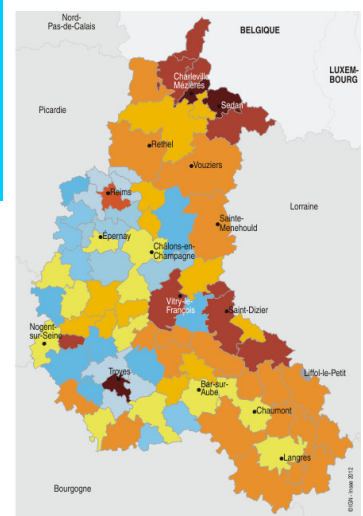 Nord-
Pas-de-Calais
BELGIQUE
LUXEM-
BOURG
Charleville
Mézières
Sedan
Picardie
Rethel
Vouziers
Reims
Lorraine
Sainte-
Menehould
Épernay
Châlons-en-
Champagne
Vitry-le-
François
Saint-Dizier
Nogent-
sur-Seine
Troyes
Liffol-le-Petit
Bar-sur-
Aube
Chaumont
Langres
Bourgogne
© IGN - Insee 2012